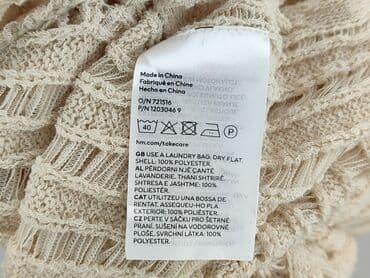 Made in China
Fabriqué en Chine
Hecho en China
O/N 721516
P/N 1203046 9
40
P
hm.com/takecare
GB USE A LAUNDRY BAG, DRY FLAT.
SHELL: 100% POLYESTER.
AL PËRDORNI NJË ÇANTË
LAVANDERIE. THANI SHTRIRË.
SHTRESA E JASHTME: 100%
POLIESTËR.
CAT UTILITZEU UNA BOSSA DE
RENTAT, ASSEQUEU-HO PLA.
EXTERIOR: 100% POLIÈSTER.
CZ PERTE V SÁČKU PRO ŠETRNÉ
PRANÍ, SUŠENÍ NA VODOROVNÉ
PLOŠE, SVRCHNÍ LÁTKA: 100%
POLYESTER.